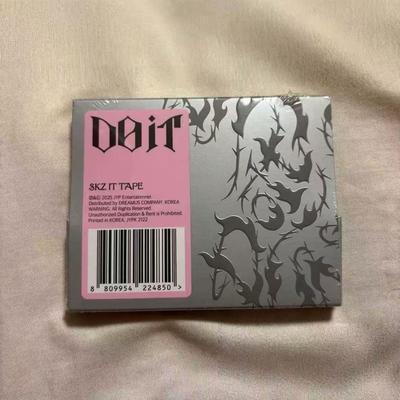 DO iT
SKZ IT TAPE
℗&© 2025 JYP Entertainment.
Distributed by DREAMUS COMPANY, KOREA
WARNING. All Rights Reserved.
Unauthorized Duplication & Rent is Prohibited.
Printed in KOREA. JYPK 2122
8 809954 224850 >